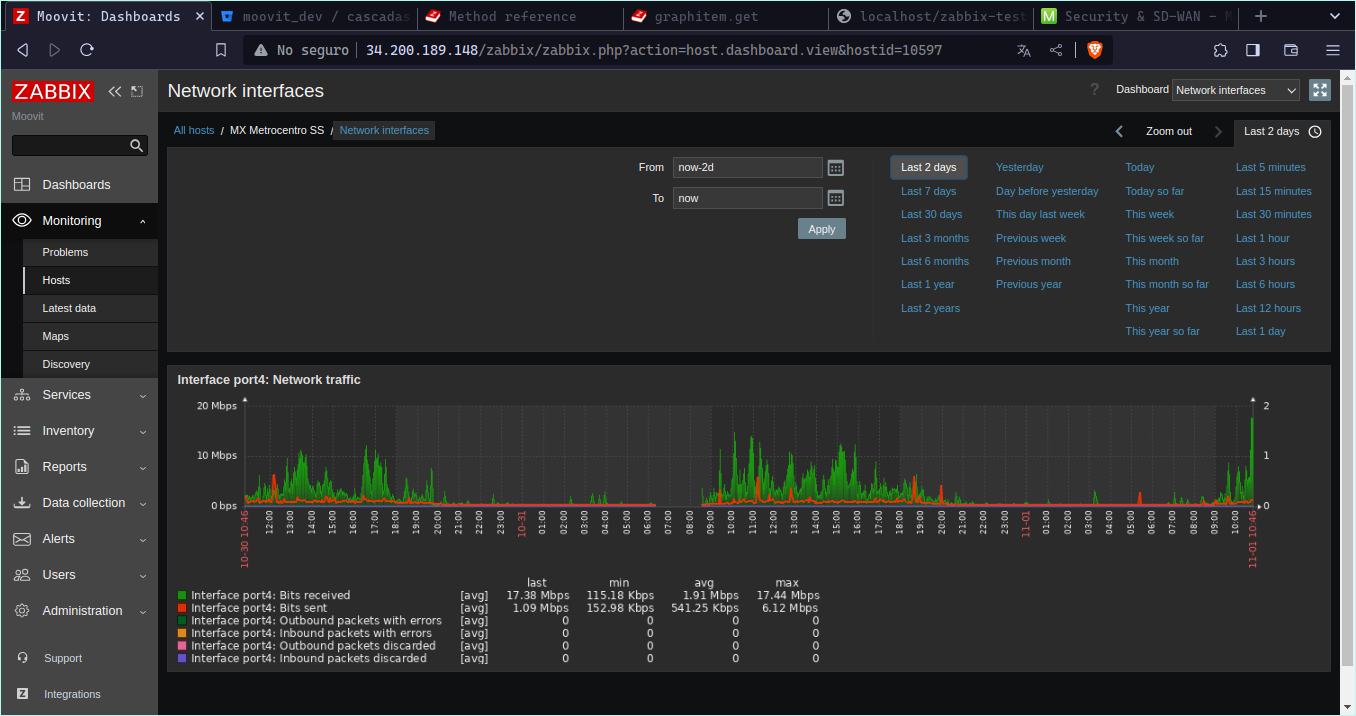 Moovit: Dashboards
moovit_dev / cascadas
Method reference
graphitem.get
localhost/zabbix-test
Security & SD-WAN -
No seguro
34.200.189.148/zabbix/zabbix.php?action=host.dashboard.view&hostid=10597
ZABBIX
Moovit
Network interfaces
?
Dashboard
Network interfaces
All hosts / MX Metrocentro SS / Network interfaces
Zoom out
Last 2 days
Dashboards
Monitoring
Problems
Hosts
Latest data
Maps
Discovery
Services
Inventory
Reports
Data collection
Alerts
Users
Administration
Support
Integrations
From now-2d
To now
Apply
Last 2 days Yesterday Today Last 5 minutes
Last 7 days Day before yesterday Today so far Last 15 minutes
Last 30 days This day last week This week Last 30 minutes
Last 3 months Previous week This week so far Last 1 hour
Last 6 months Previous month This month Last 3 hours
Last 1 year Previous year This month so far Last 6 hours
Last 2 years This year Last 12 hours
This year so far Last 1 day
Interface port4: Network traffic
20 Mbps 2
10 Mbps 1
0 bps 0
10-30 10:46 12:00 13:00 14:00 15:00 16:00 17:00 18:00 19:00 20:00 21:00 22:00 23:00 10-31 01:00 02:00 03:00 04:00 05:00 06:00 07:00 08:00 09:00 10:00 11:00 12:00 13:00 14:00 15:00 16:00 17:00 18:00 19:00 20:00 21:00 22:00 23:00 11-01 01:00 02:00 03:00 04:00 05:00 06:00 07:00 08:00 09:00 10:00 11-01 10:46
last min avg max
Interface port4: Bits received [avg] 17.38 Mbps 115.18 Kbps 1.91 Mbps 17.44 Mbps
Interface port4: Bits sent [avg] 1.09 Mbps 152.98 Kbps 541.25 Kbps 6.12 Mbps
Interface port4: Outbound packets with errors [avg] 0 0 0 0
Interface port4: Inbound packets with errors [avg] 0 0 0 0
Interface port4: Outbound packets discarded [avg] 0 0 0 0
Interface port4: Inbound packets discarded [avg] 0 0 0 0